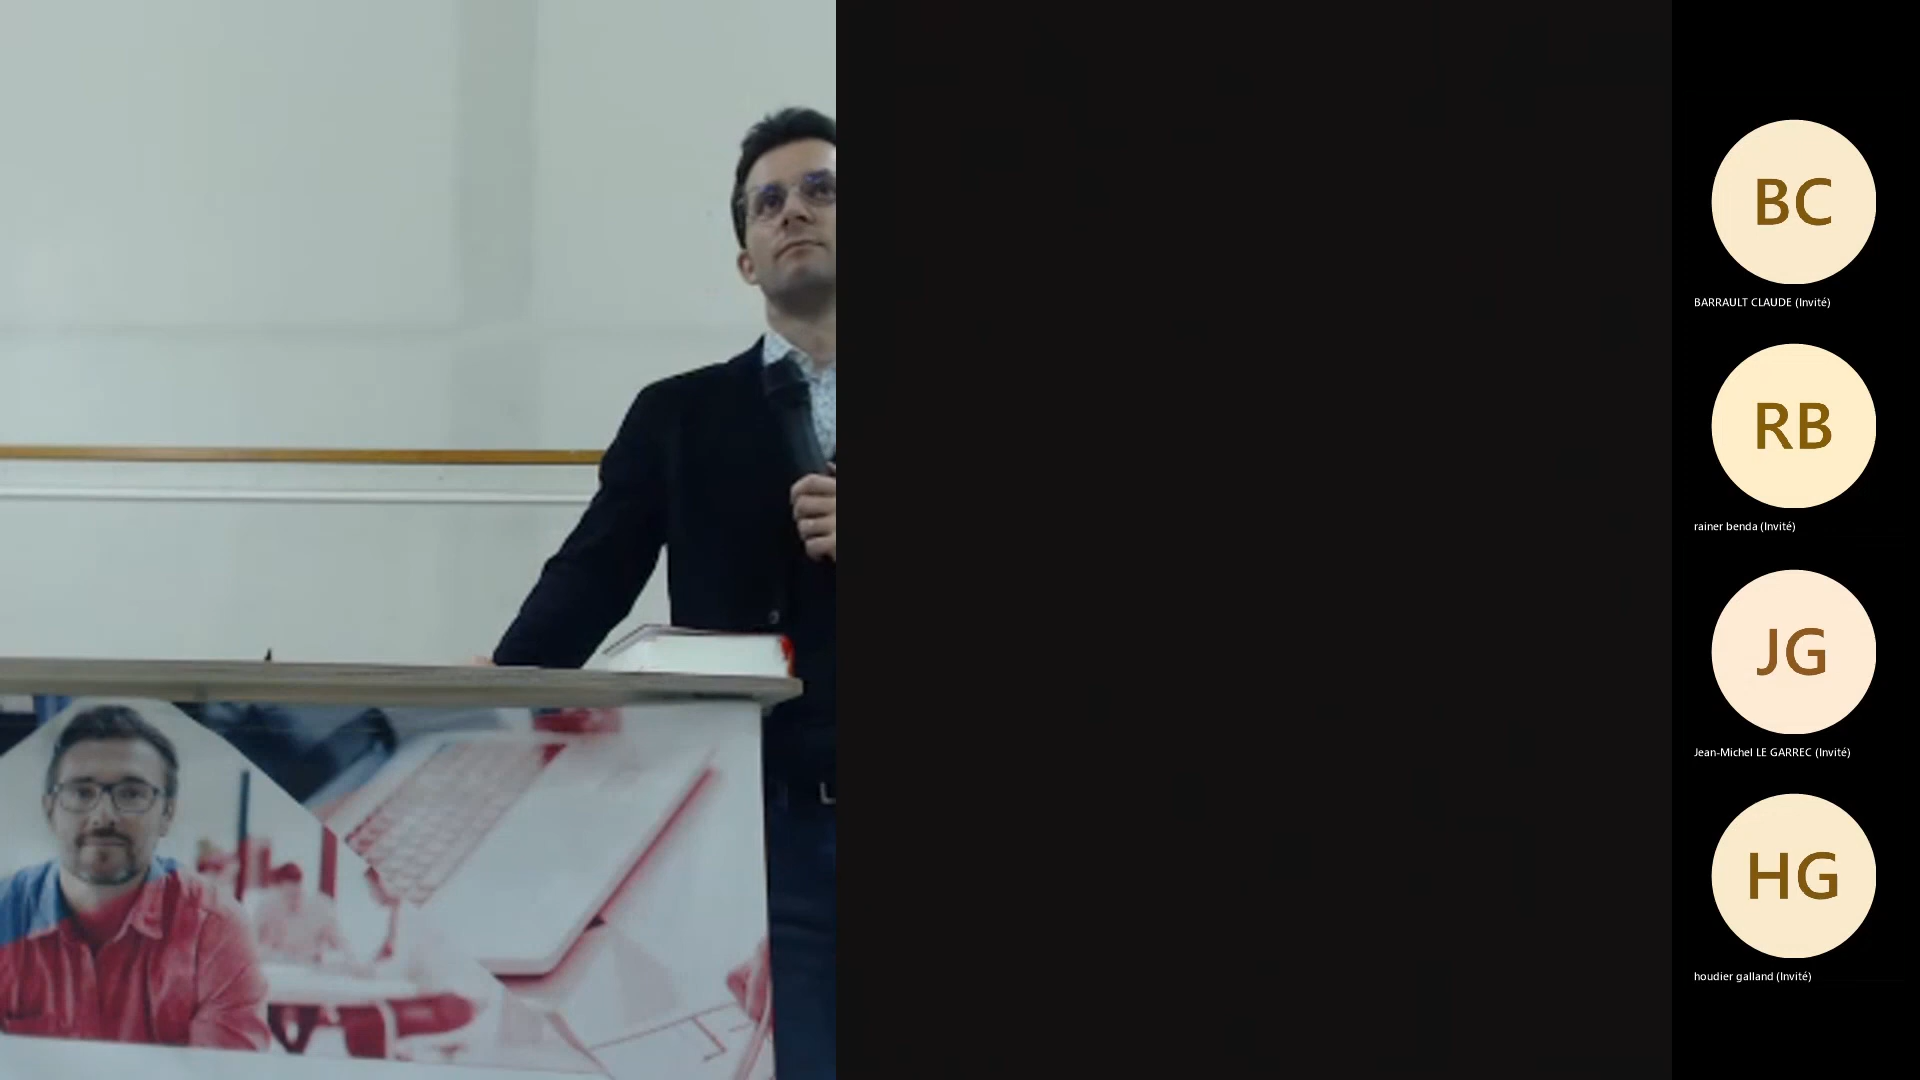 BC
BARRAULT CLAUDE (Invité)
RB
rainer benda (Invité)
JG
Jean-Michel LE GARREC (Invité)
HG
houdier galland (Invité)